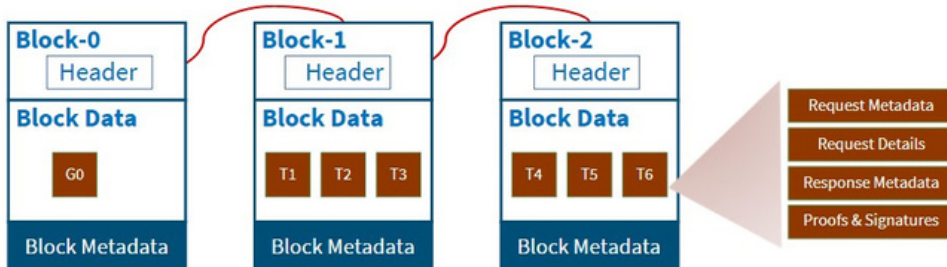 Block-0
Header
Block Data
G0
Block Metadata
Block-1
Header
Block Data
T1 T2 T3
Block Metadata
Block-2
Header
Block Data
T4 T5 T6
Block Metadata
Request Metadata
Request Details
Response Metadata
Proofs & Signatures